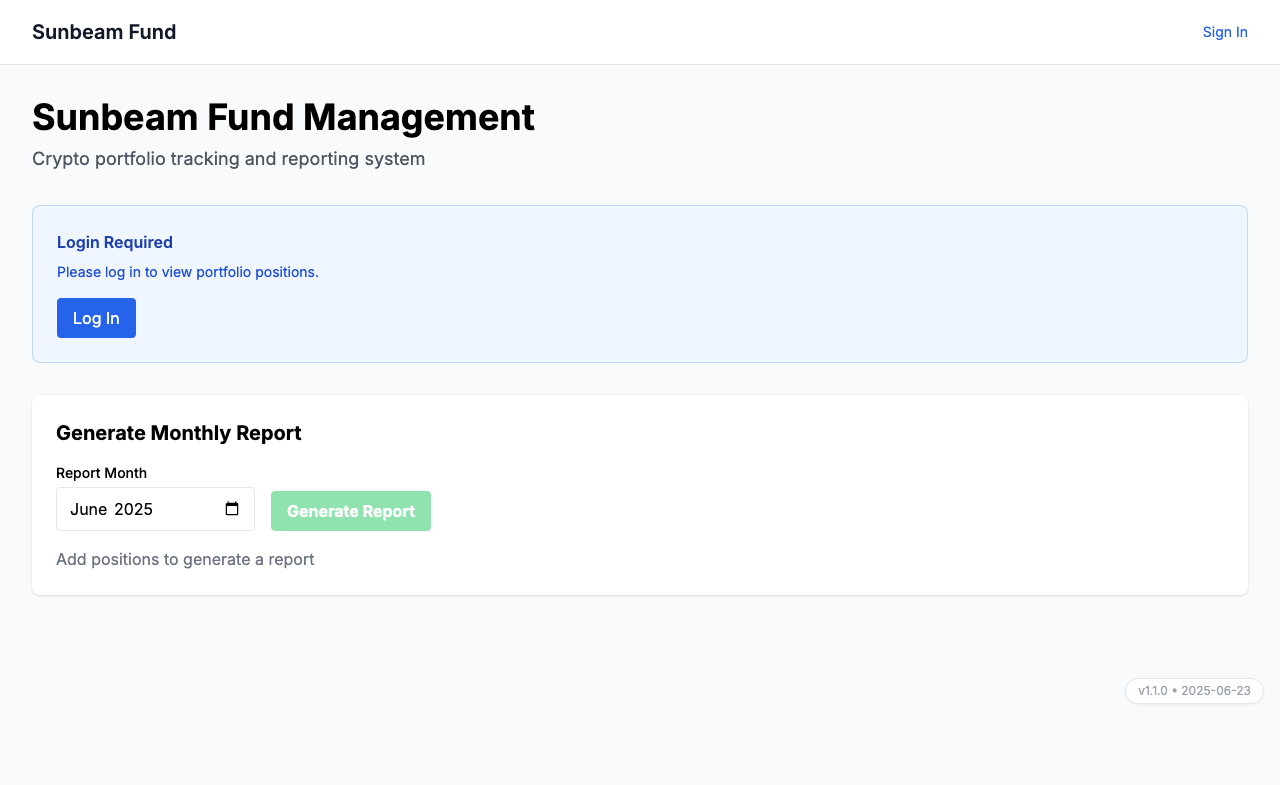 Sunbeam Fund
Sign In
Sunbeam Fund Management
Crypto portfolio tracking and reporting system
Login Required
Please log in to view portfolio positions.
Log In
Generate Monthly Report
Report Month
June 2025
Generate Report
Add positions to generate a report
v1.1.0 • 2025-06-23